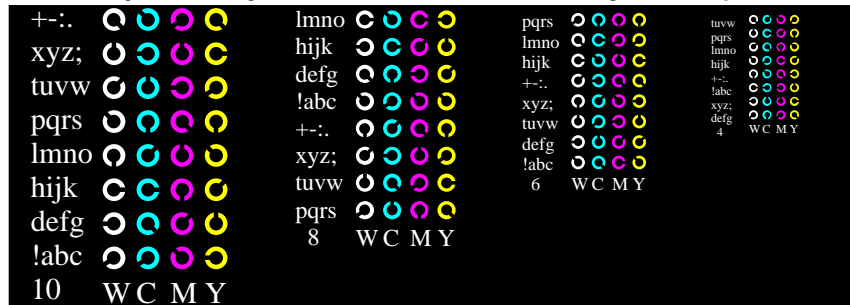 +-:.
xyz;
tuvw
pqrs
lmno
hijk
defg
!abc
10 W C M Y
lmno
hijk
defg
!abc
+-:.
xyz;
tuvw
pqrs
8 W C M Y
pqrs
lmno
hijk
+-:.
xyz;
tuvw
defg
!abc
6 W C M Y
tuvw
pqrs
lmno
hijk
+-:.
!abc
xyz;
defg
4 W C M Y